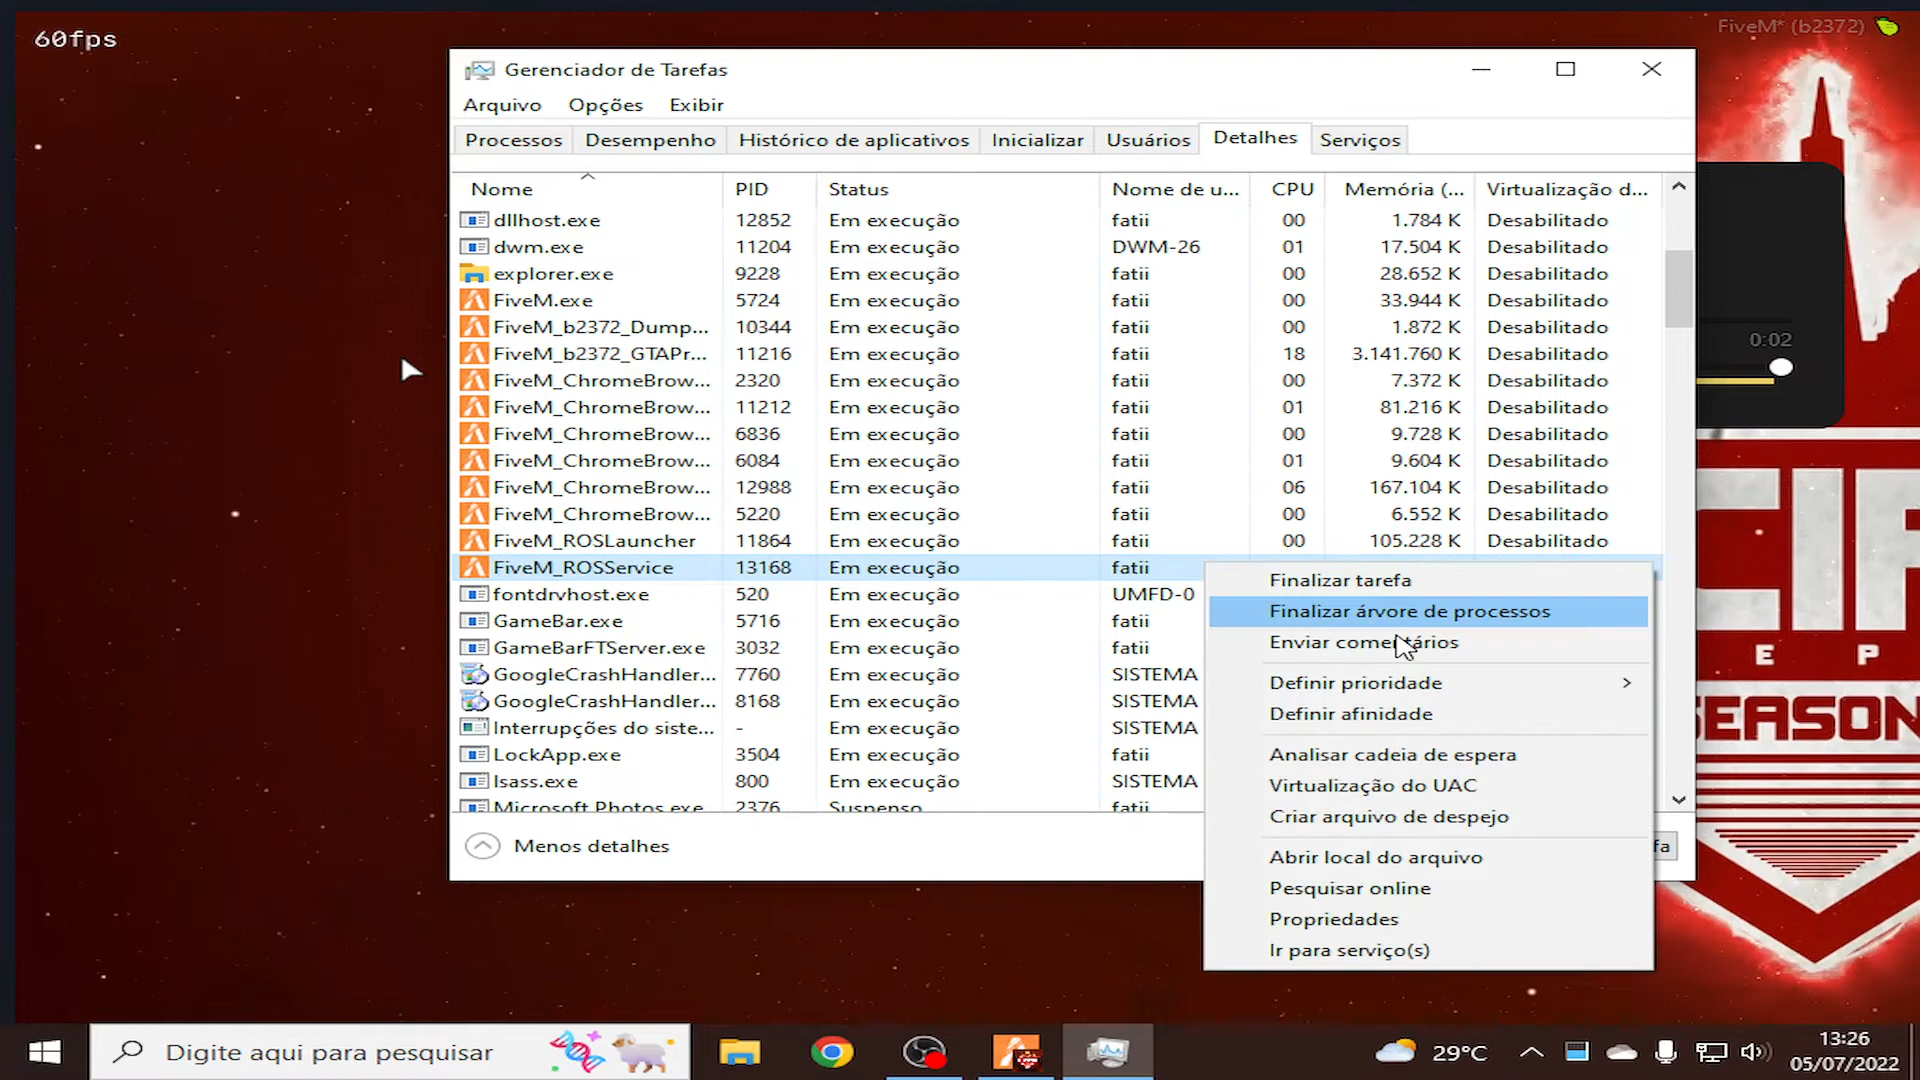 60fps
FiveM* (b2372)
Gerenciador de Tarefas
Arquivo Opções Exibir
Processos Desempenho Histórico de aplicativos Inicializar Usuários Detalhes Serviços
Nome PID Status Nome de u... CPU Memória (... Virtualização d...
dllhost.exe 12852 Em execução fatii 00 1.784 K Desabilitado
dwm.exe 11204 Em execução DWM-26 01 17.504 K Desabilitado
explorer.exe 9228 Em execução fatii 00 28.652 K Desabilitado
FiveM.exe 5724 Em execução fatii 00 33.944 K Desabilitado
FiveM_b2372_Dump... 10344 Em execução fatii 00 1.872 K Desabilitado
FiveM_b2372_GTAPr... 11216 Em execução fatii 18 3.141.760 K Desabilitado
FiveM_ChromeBrow... 2320 Em execução fatii 00 7.372 K Desabilitado
FiveM_ChromeBrow... 11212 Em execução fatii 01 81.216 K Desabilitado
FiveM_ChromeBrow... 6836 Em execução fatii 00 9.728 K Desabilitado
FiveM_ChromeBrow... 6084 Em execução fatii 01 9.604 K Desabilitado
FiveM_ChromeBrow... 12988 Em execução fatii 06 167.104 K Desabilitado
FiveM_ChromeBrow... 5220 Em execução fatii 00 6.552 K Desabilitado
FiveM_ROSLauncher 11864 Em execução fatii 00 105.228 K Desabilitado
FiveM_ROSService 13168 Em execução fatii
fontdrvhost.exe 520 Em execução UMFD-0
GameBar.exe 5716 Em execução fatii
GameBarFTServer.exe 3032 Em execução fatii
GoogleCrashHandler... 7760 Em execução SISTEMA
GoogleCrashHandler... 8168 Em execução SISTEMA
Interrupções do siste... - Em execução SISTEMA
LockApp.exe 3504 Em execução fatii
lsass.exe 800 Em execução SISTEMA
Microsoft.Photos.exe 2376 Suspenso fatii
Menos detalhes
fa
Finalizar tarefa
Finalizar árvore de processos
Enviar comentários
Definir prioridade
Definir afinidade
Analisar cadeia de espera
Virtualização do UAC
Criar arquivo de despejo
Abrir local do arquivo
Pesquisar online
Propriedades
Ir para serviço(s)
0:02
CIF
E P
SEASON
Digite aqui para pesquisar
29°C
13:26
05/07/2022